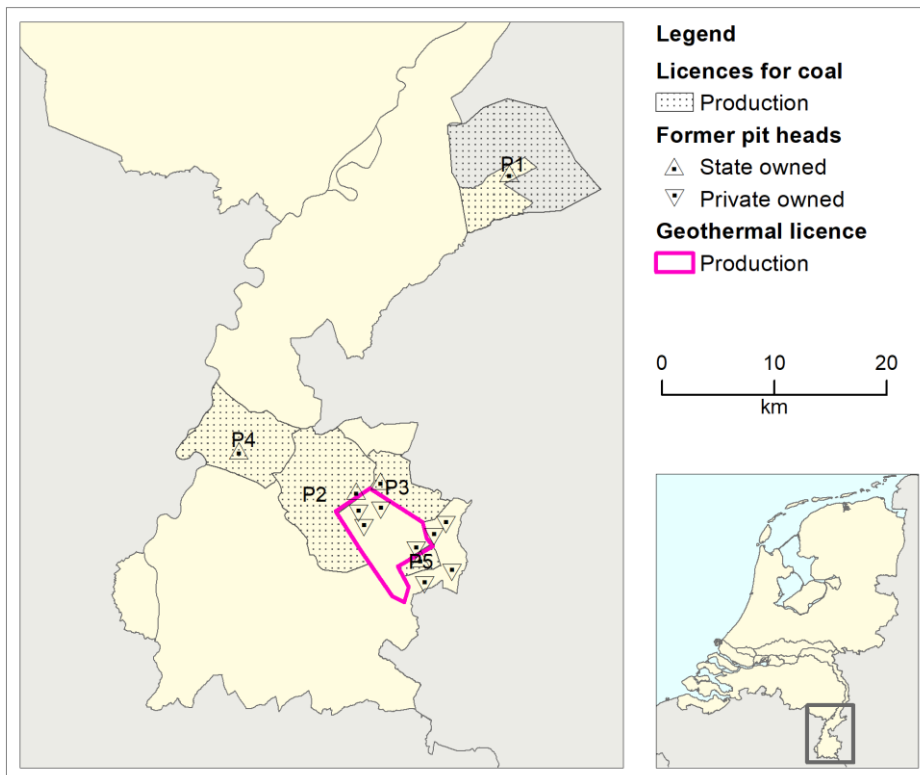 P1
P4
P2
P3
P5
Legend
Licences for coal
Production
Former pit heads
State owned
Private owned
Geothermal licence
Production
0 10 20
km